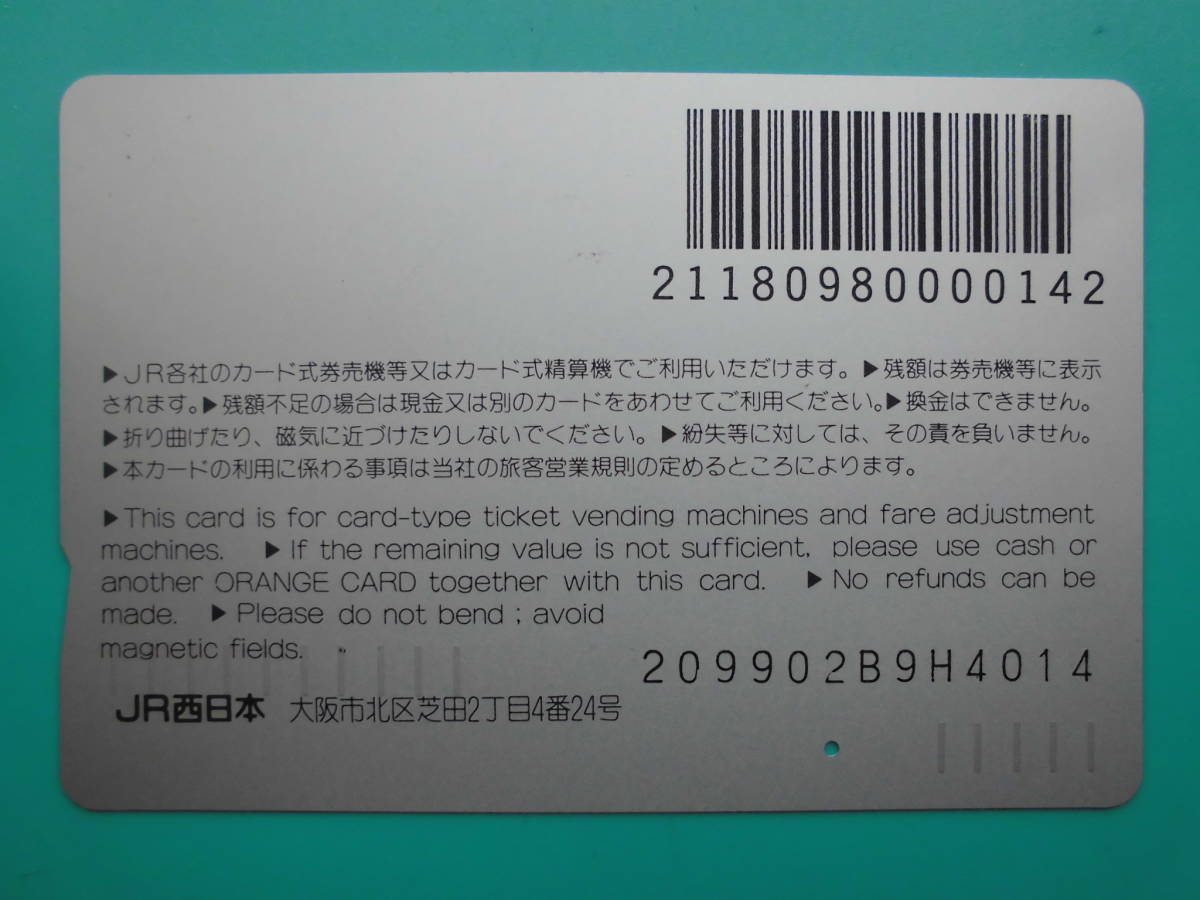 21180980000142
▶JR各社のカード式券売機等又はカード式精算機でご利用いただけます。▶残額は券売機等に表示
されます。▶残額不足の場合は現金又は別のカードをあわせてご利用ください。▶換金はできません。
▶折り曲げたり、磁気に近づけたりしないでください。▶紛失等に対しては、その責を負いません。
▶本カードの利用に係わる事項は当社の旅客営業規則の定めるところによります。
▶This card is for card-type ticket vending machines and fare adjustment
machines. ▶If the remaining value is not sufficient, please use cash or
another ORANGE CARD together with this card. ▶No refunds can be
made. ▶Please do not bend ; avoid
magnetic fields.
209902B9H4014
JR西日本 大阪市北区芝田2丁目4番24号